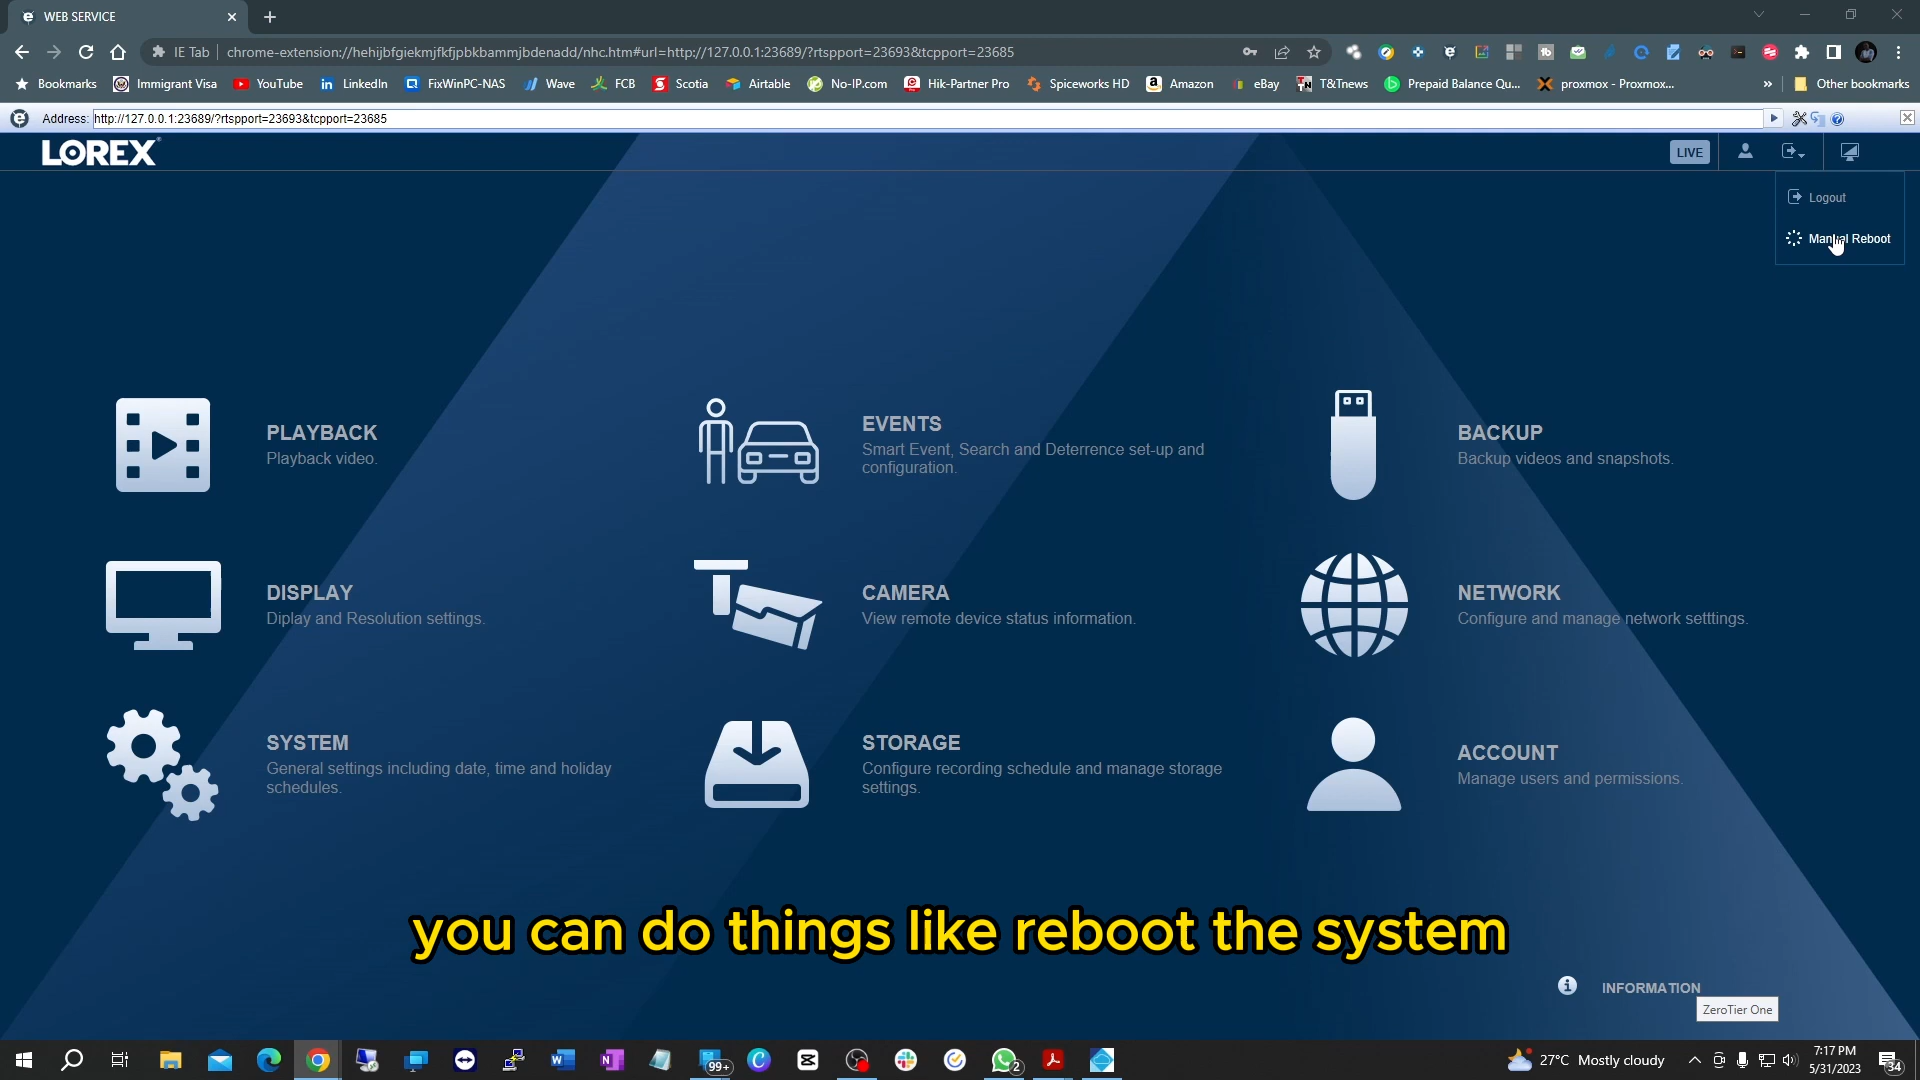 WEB SERVICE
IE Tab chrome-extension://hehijbfgiekmjfkfjpbkbammjbdenadd/nhc.htm#url=http://127.0.0.1:23689/?rtspport=23693&tcpport=23685
Bookmarks Immigrant Visa YouTube LinkedIn FixWinPC-NAS Wave FCB Scotia Airtable No-IP.com Hik-Partner Pro Spiceworks HD Amazon eBay T&Tnews Prepaid Balance Qu... proxmox - Proxmox... » Other bookmarks
Address: http://127.0.0.1:23689/?rtspport=23693&tcpport=23685
LOREX
LIVE
Logout
Manual Reboot
PLAYBACK
Playback video.
EVENTS
Smart Event, Search and Deterrence set-up and
configuration.
BACKUP
Backup videos and snapshots.
DISPLAY
Diplay and Resolution settings.
CAMERA
View remote device status information.
NETWORK
Configure and manage network setttings.
SYSTEM
General settings including date, time and holiday
schedules.
STORAGE
Configure recording schedule and manage storage
settings.
ACCOUNT
Manage users and permissions.
you can do things like reboot the system
INFORMATION
ZeroTier One
99+
2
27°C Mostly cloudy
7:17 PM
5/31/2023
34